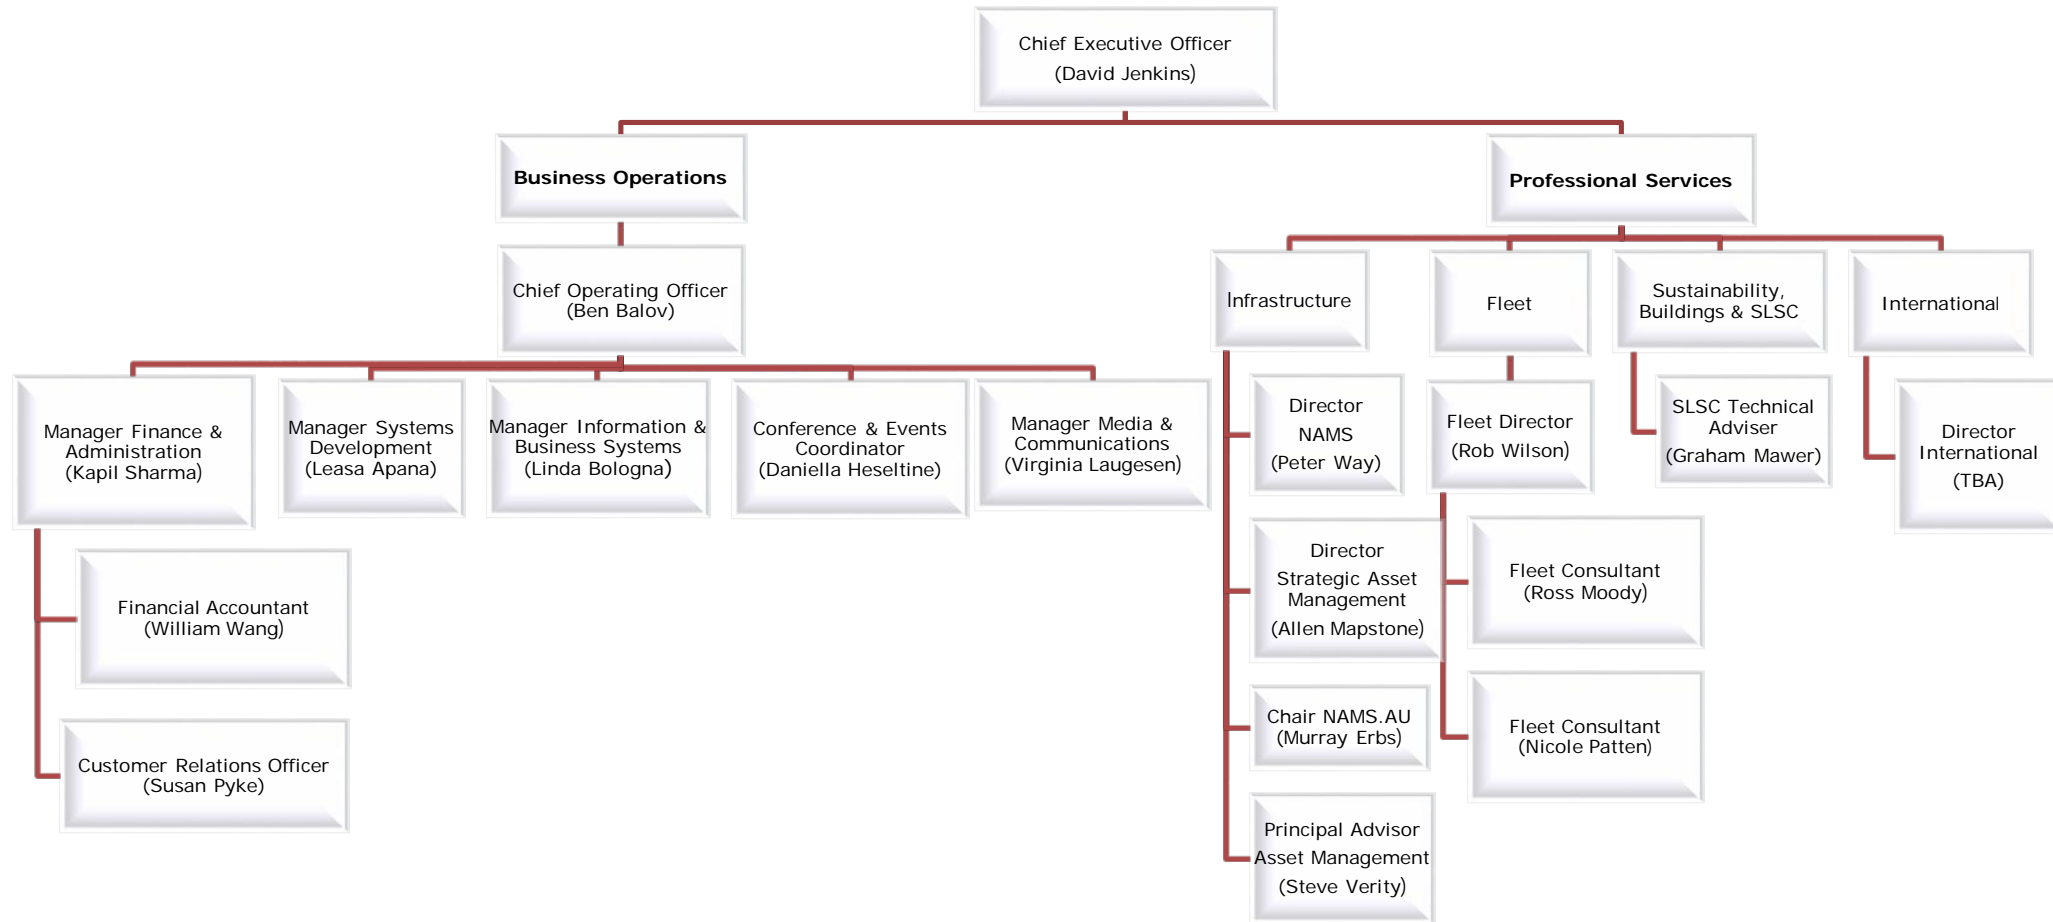 Chief Executive Officer
(David Jenkins)
Business Operations
Professional Services
Chief Operating Officer
(Ben Balov)
Infrastructure
Fleet
Sustainability,
Buildings & SLSC
International
Manager Finance &
Administration
(Kapil Sharma)
Manager Systems
Development
(Leasa Apana)
Manager Information &
Business Systems
(Linda Bologna)
Conference & Events
Coordinator
(Daniella Heseltine)
Manager Media &
Communications
(Virginia Laugesen)
Director
NAMS
(Peter Way)
Fleet Director
(Rob Wilson)
SLSC Technical
Adviser
(Graham Mawer)
Director
International
(TBA)
Financial Accountant
(William Wang)
Customer Relations Officer
(Susan Pyke)
Director
Strategic Asset
Management
(Allen Mapstone)
Chair NAMS.AU
(Murray Erbs)
Principal Advisor
Asset Management
(Steve Verity)
Fleet Consultant
(Ross Moody)
Fleet Consultant
(Nicole Patten)